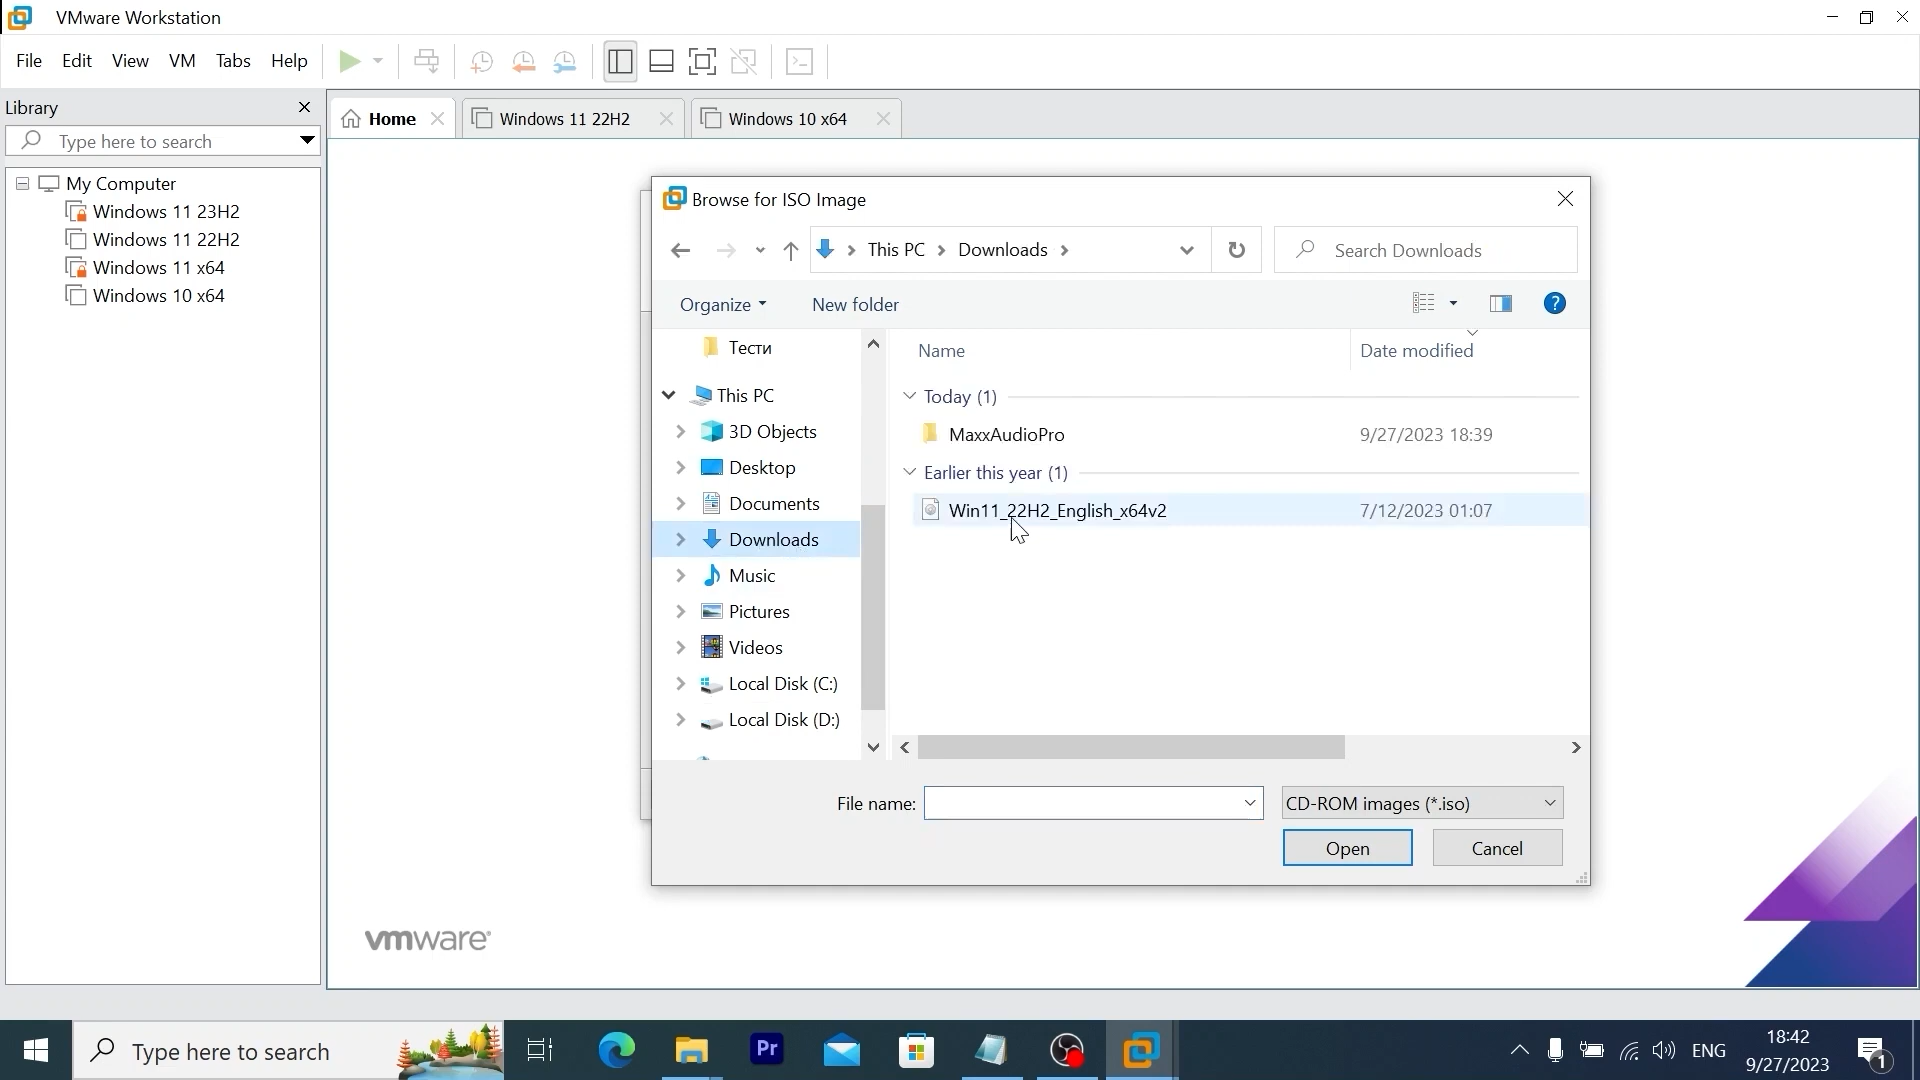 VMware Workstation
File Edit View VM Tabs Help
Library
Type here to search
My Computer
Windows 11 23H2
Windows 11 22H2
Windows 11 x64
Windows 10 x64
Home
Windows 11 22H2
Windows 10 x64
Browse for ISO Image
This PC
Downloads
Search Downloads
Organize
New folder
?
Тести
This PC
3D Objects
Desktop
Documents
Downloads
Music
Pictures
Videos
Local Disk (C:)
Local Disk (D:)
Name Date modified
Today (1)
MaxxAudioPro 9/27/2023 18:39
Earlier this year (1)
Win11_22H2_English_x64v2 7/12/2023 01:07
File name:
CD-ROM images (*.iso)
Open Cancel
vmware®
Type here to search
Pr
ENG
18:42
9/27/2023
1